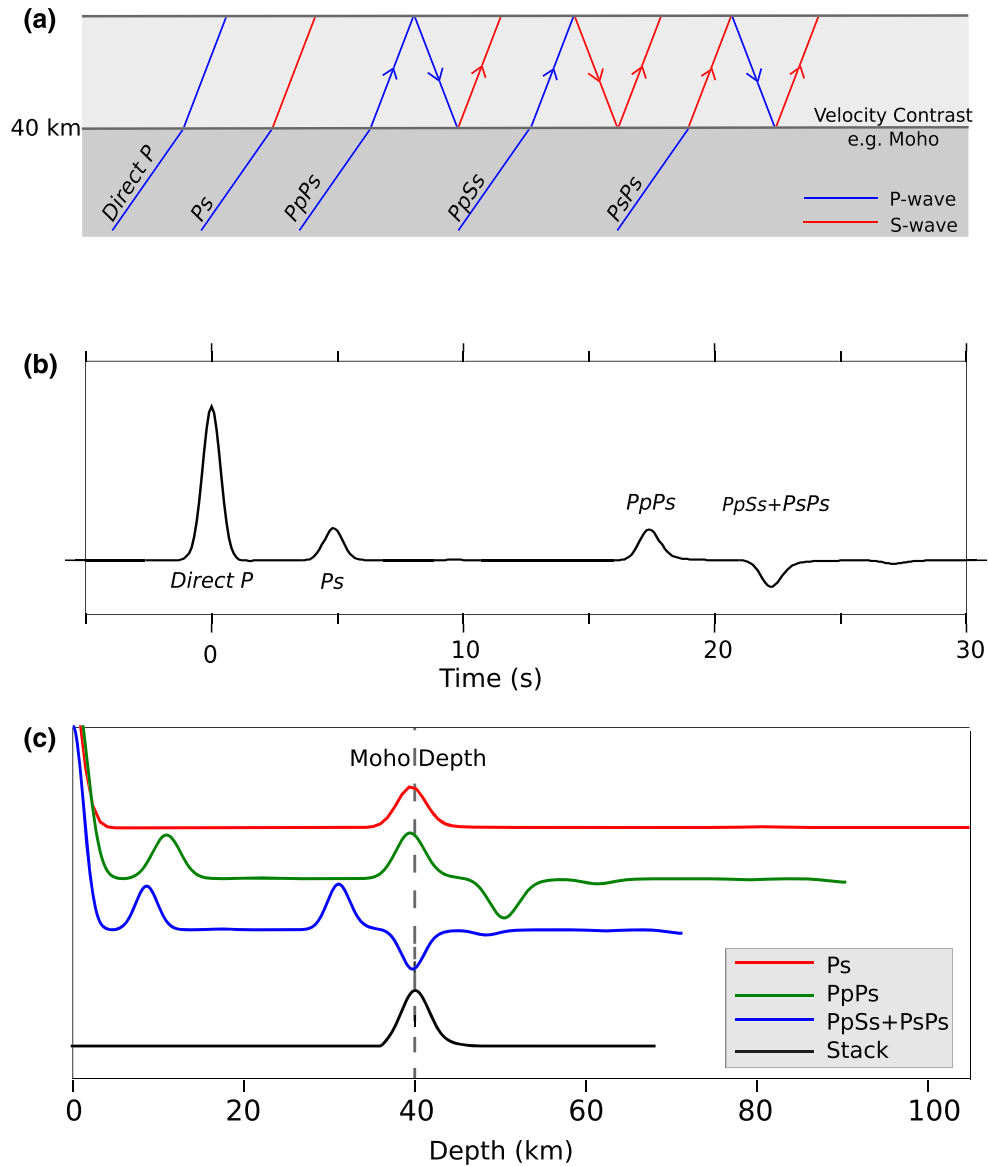 (a)
40 km
Velocity Contrast
e.g. Moho
Direct P
Ps
PpPs
PpSs
PsPs
P-wave
S-wave
(b)
PpPs
PpSs+PsPs
Direct P
Ps
0
10
20
30
Time (s)
(c)
Moho Depth
Ps
PpPs
PpSs+PsPs
Stack
0
20
40
60
80
100
Depth (km)